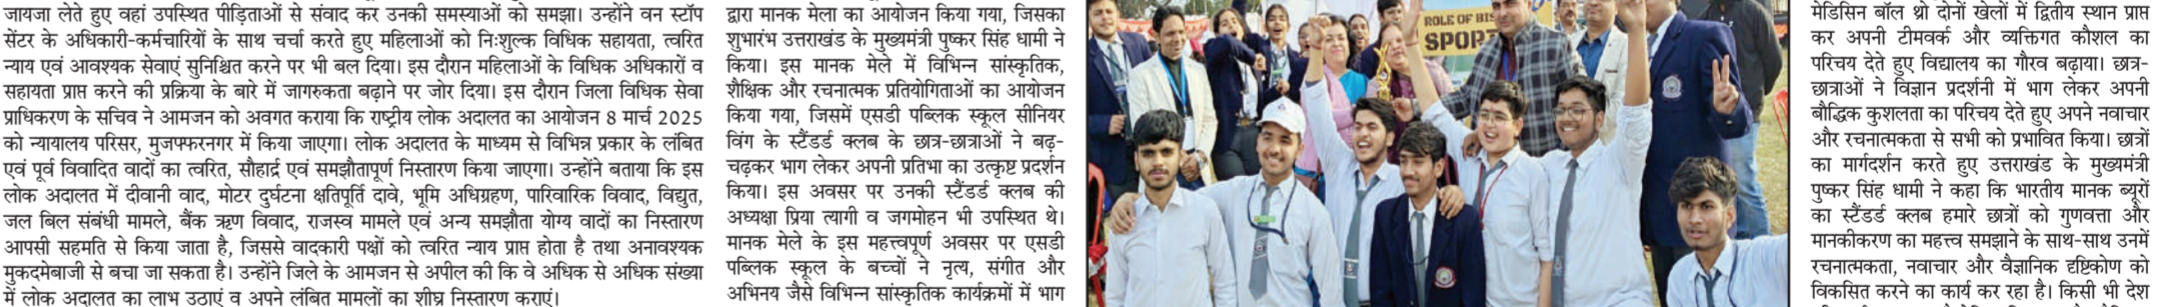 जायजा लेते हुए वहां उपस्थित पीड़िताओं से संवाद कर उनकी समस्याओं को समझा। उन्होंने वन स्टॉप
सेंटर के अधिकारी-कर्मचारियों के साथ चर्चा करते हुए महिलाओं को निःशुल्क विधिक सहायता, त्वरित
न्याय एवं आवश्यक सेवाएं सुनिश्चित करने पर भी बल दिया। इस दौरान महिलाओं के विधिक अधिकारों व
सहायता प्राप्त करने की प्रक्रिया के बारे में जागरुकता बढ़ाने पर जोर दिया। इस दौरान जिला विधिक सेवा
प्राधिकरण के सचिव ने आमजन को अवगत कराया कि राष्ट्रीय लोक अदालत का आयोजन 8 मार्च 2025
को न्यायालय परिसर, मुजफ्फरनगर में किया जाएगा। लोक अदालत के माध्यम से विभिन्न प्रकार के लंबित
एवं पूर्व विवादित वादों का त्वरित, सौहार्द्र एवं समझौतापूर्ण निस्तारण किया जाएगा। उन्होंने बताया कि इस
लोक अदालत में दीवानी वाद, मोटर दुर्घटना क्षतिपूर्ति दावे, भूमि अधिग्रहण, पारिवारिक विवाद, विद्युत,
जल बिल संबंधी मामले, बैंक ऋण विवाद, राजस्व मामले एवं अन्य समझौता योग्य वादों का निस्तारण
आपसी सहमति से किया जाता है, जिससे वादकारी पक्षों को त्वरित न्याय प्राप्त होता है तथा अनावश्यक
मुकदमेबाजी से बचा जा सकता है। उन्होंने जिले के आमजन से अपील की कि वे अधिक से अधिक संख्या
में लोक अदालत का लाभ उठाएं व अपने लंबित मामलों का शीघ्र निस्तारण कराएं।
द्वारा मानक मेला का आयोजन किया गया, जिसका
शुभारंभ उत्तराखंड के मुख्यमंत्री पुष्कर सिंह धामी ने
किया। इस मानक मेले में विभिन्न सांस्कृतिक,
शैक्षिक और रचनात्मक प्रतियोगिताओं का आयोजन
किया गया, जिसमें एसडी पब्लिक स्कूल सीनियर
विंग के स्टैंडर्ड क्लब के छात्र-छात्राओं ने बढ़-
चढ़कर भाग लेकर अपनी प्रतिभा का उत्कृष्ट प्रदर्शन
किया। इस अवसर पर उनकी स्टैंडर्ड क्लब की
अध्यक्षा प्रिया त्यागी व जगमोहन भी उपस्थित थे।
मानक मेले के इस महत्त्वपूर्ण अवसर पर एसडी
पब्लिक स्कूल के बच्चों ने नृत्य, संगीत और
अभिनय जैसे विभिन्न सांस्कृतिक कार्यक्रमों में भाग
ROLE OF BIS
SPORT
मेडिसिन बॉल थ्रो दोनों खेलों में द्वितीय स्थान प्राप्त
कर अपनी टीमवर्क और व्यक्तिगत कौशल का
परिचय देते हुए विद्यालय का गौरव बढ़ाया। छात्र-
छात्राओं ने विज्ञान प्रदर्शनी में भाग लेकर अपनी
बौद्धिक कुशलता का परिचय देते हुए अपने नवाचार
और रचनात्मकता से सभी को प्रभावित किया। छात्रों
का मार्गदर्शन करते हुए उत्तराखंड के मुख्यमंत्री
पुष्कर सिंह धामी ने कहा कि भारतीय मानक ब्यूरों
का स्टैंडर्ड क्लब हमारे छात्रों को गुणवत्ता और
मानकीकरण का महत्त्व समझाने के साथ-साथ उनमें
रचनात्मकता, नवाचार और वैज्ञानिक दृष्टिकोण को
विकसित करने का कार्य कर रहा है। किसी भी देश